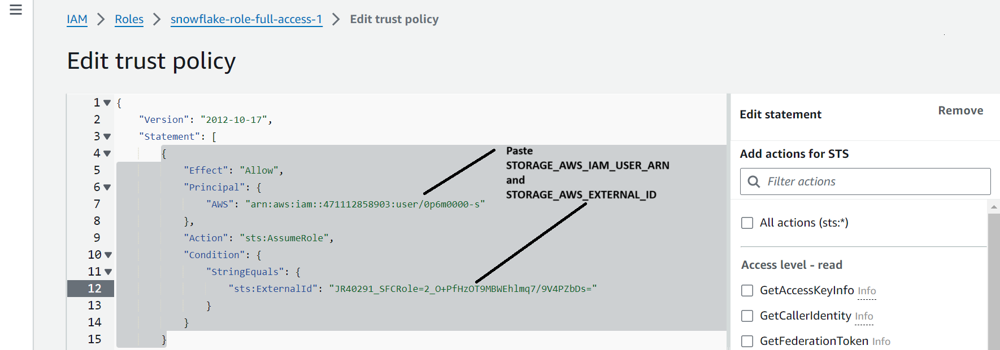 IAM > Roles > snowflake-role-full-access-1 > Edit trust policy
Edit trust policy
1 {
2 "Version": "2012-10-17",
3 "Statement": [
4 {
5 "Effect": "Allow",
6 "Principal": {
7 "AWS": "arn:aws:iam::471112858903:user/0p6m0000-s"
8 },
9 "Action": "sts:AssumeRole",
10 "Condition": {
11 "StringEquals": {
12 "sts:ExternalId": "JR40291_SFCRole=2_O+PfHzOT9MBWEhlmq7/9V4PZbDs="
13 }
14 }
15 }
Paste
STORAGE_AWS_IAM_USER_ARN
and
STORAGE_AWS_EXTERNAL_ID
Edit statement
Remove
Add actions for STS
Filter actions
All actions (sts:*)
Access level - read
GetAccessKeyInfo Info
GetCallerIdentity Info
GetFederationToken Info